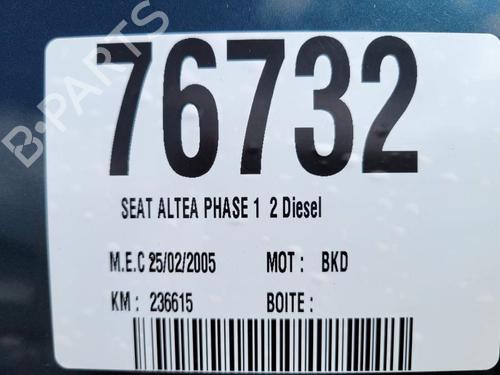 76732
SEAT ALTEA PHASE 1 2 Diesel
M.E.C : 25/02/2005 MOT : BKD
KM : 236615 BOITE :
B-PARTS